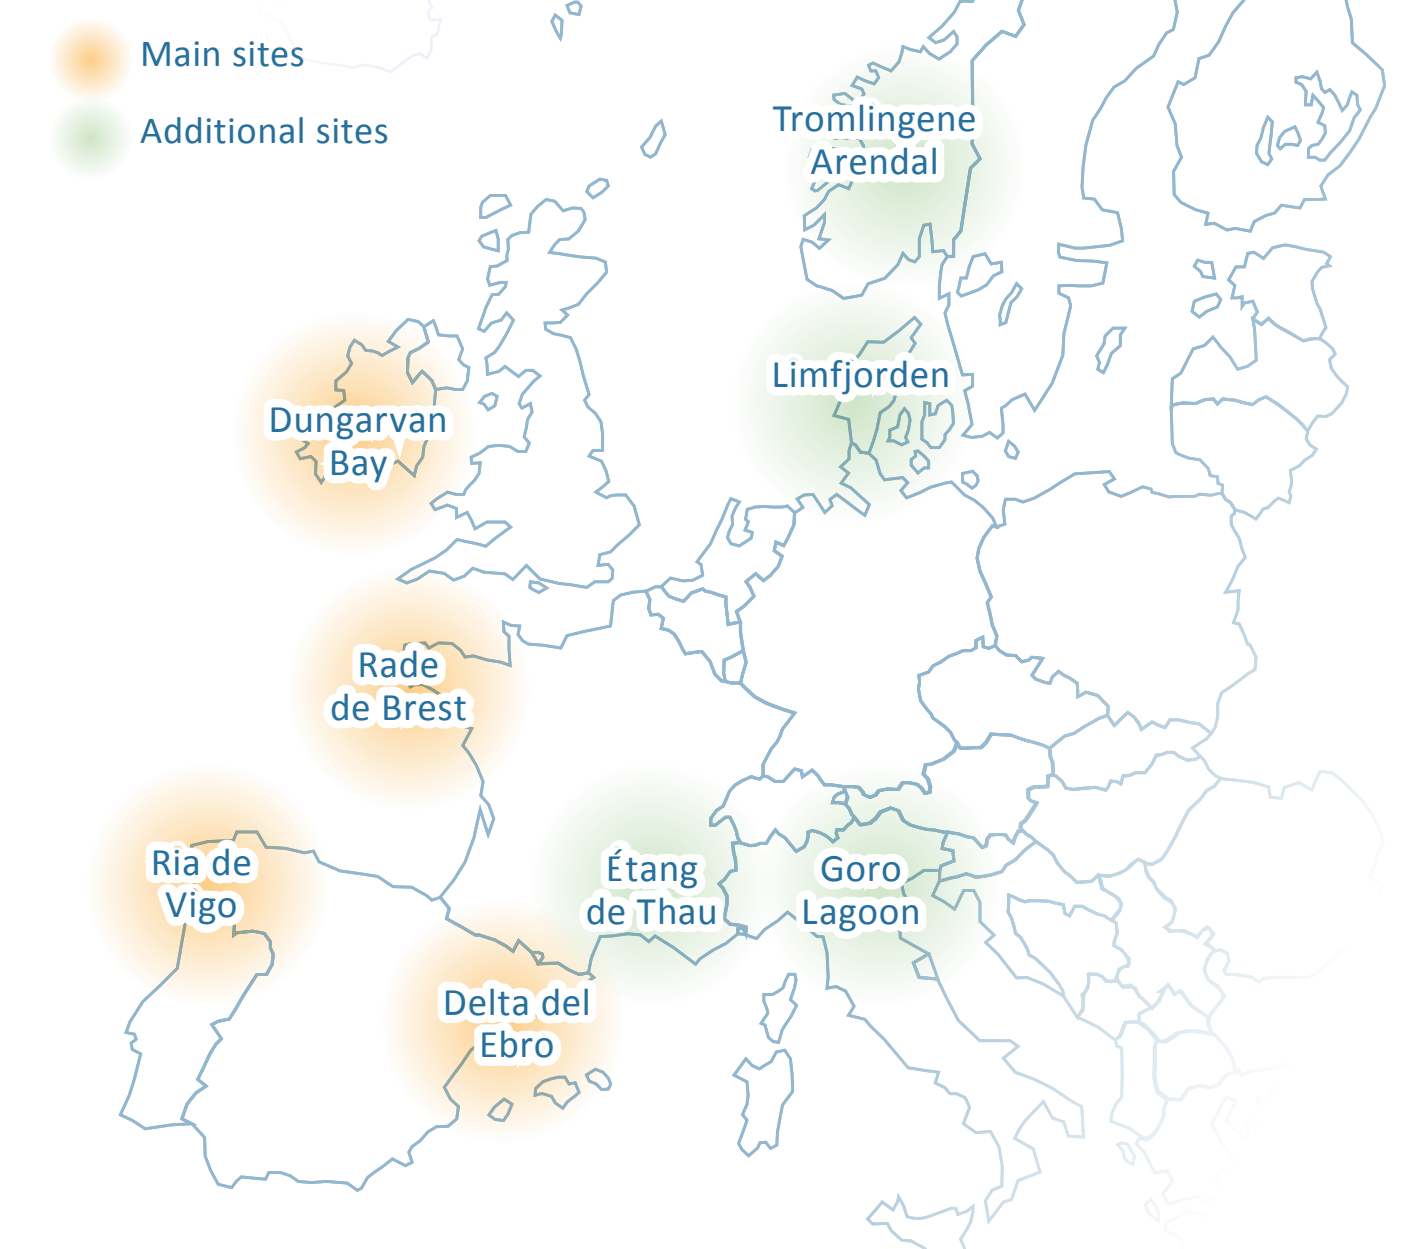 Main sites
Additional sites
Tromlingene
Arendal
Limfjorden
Dungarvan
Bay
Rade
de Brest
Ria de
Vigo
Étang
de Thau
Goro
Lagoon
Delta del
Ebro